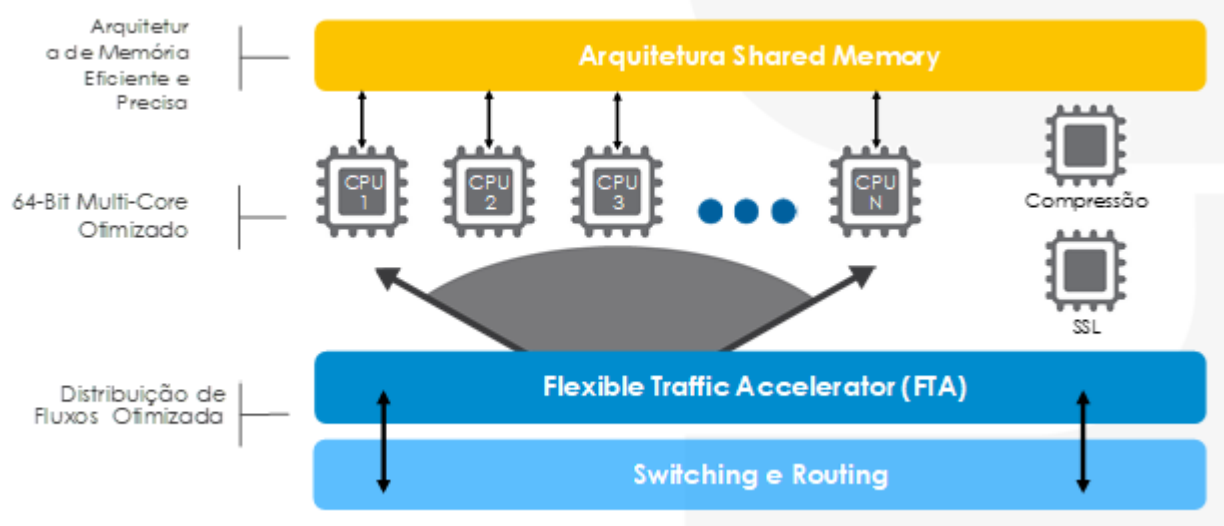 Arquitetur
a de Memória
Eficiente e
Precisa
Arquitetura Shared Memory
64-Bit Multi-Core
Otimizado
CPU
1
CPU
2
CPU
3
CPU
N
Compressão
SSL
Distribuição de
Fluxos Otimizada
Flexible Traffic Accelerator (FTA)
Switching e Routing